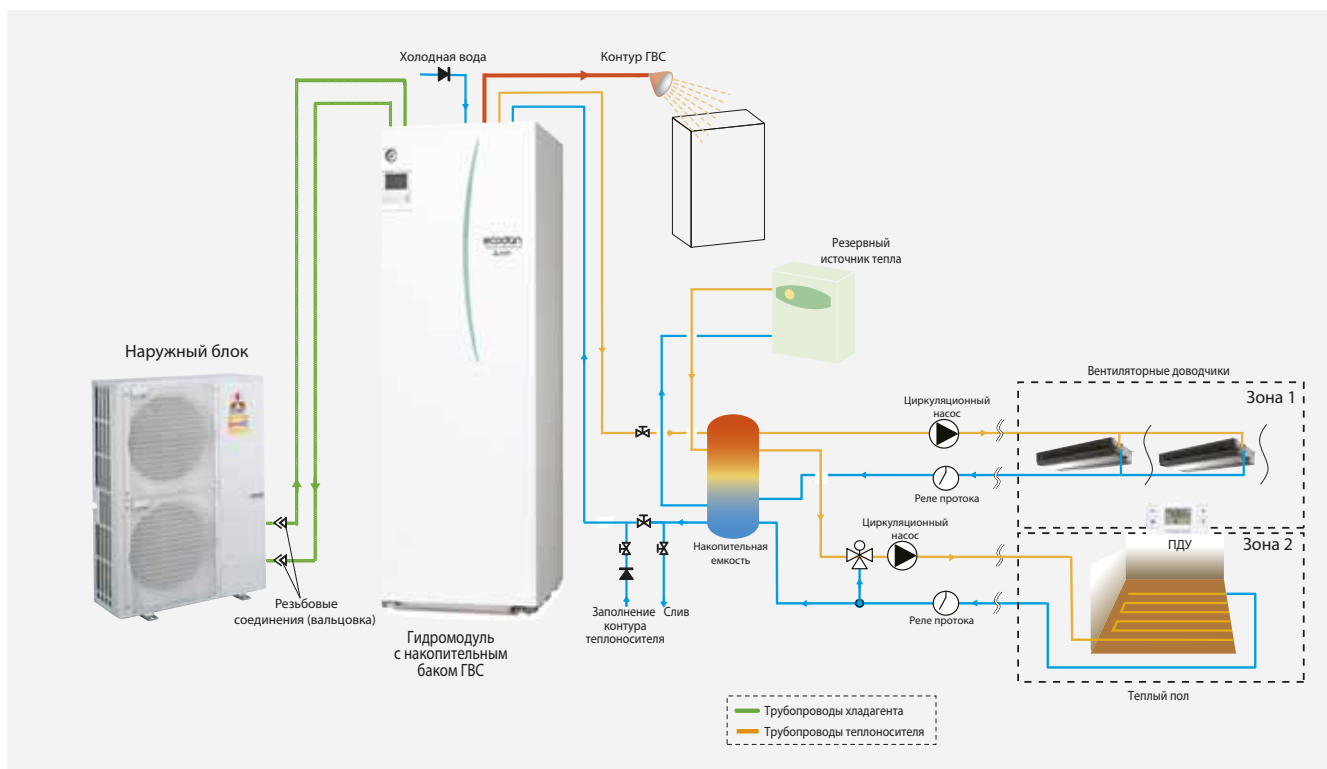 Холодная вода
Контур ГВС
ecodan
Резервный
источник тепла
Наружный блок
Вентиляторные доводчики
Зона 1
Циркуляционный
насос
Реле протока
Циркуляционный
насос
Накопительная
емкость
ПДУ
Зона 2
Резьбовые
соединения (вальцовка)
Заполнение
контура
теплоносителя
Слив
Реле протока
Гидромодуль
с накопительным
баком ГВС
Теплый пол
Трубопроводы хладагента
Трубопроводы теплоносителя